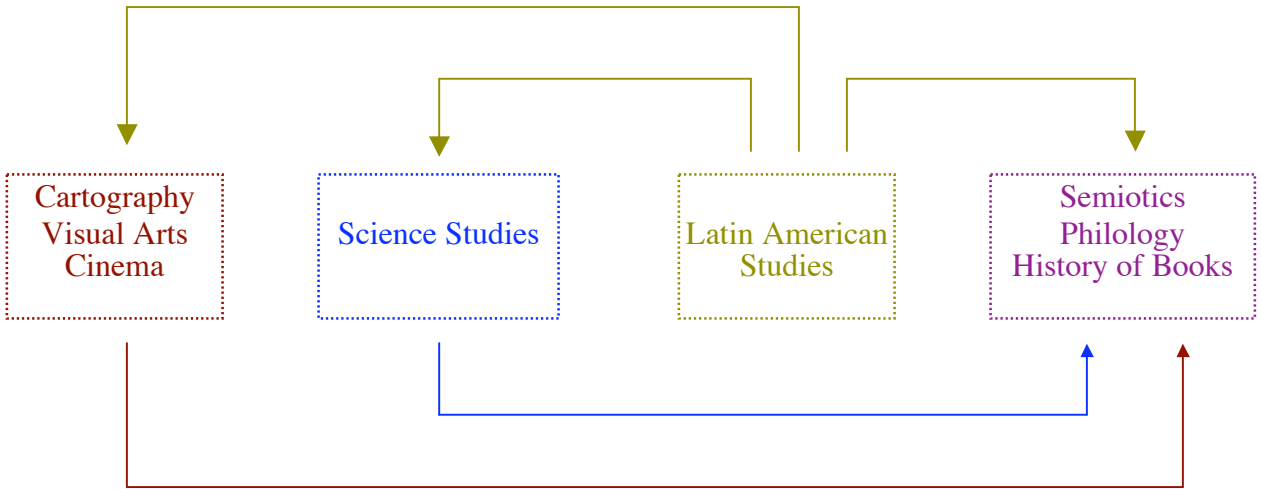 Cartography
Visual Arts
Cinema
Science Studies
Latin American
Studies
Semiotics
Philology
History of Books